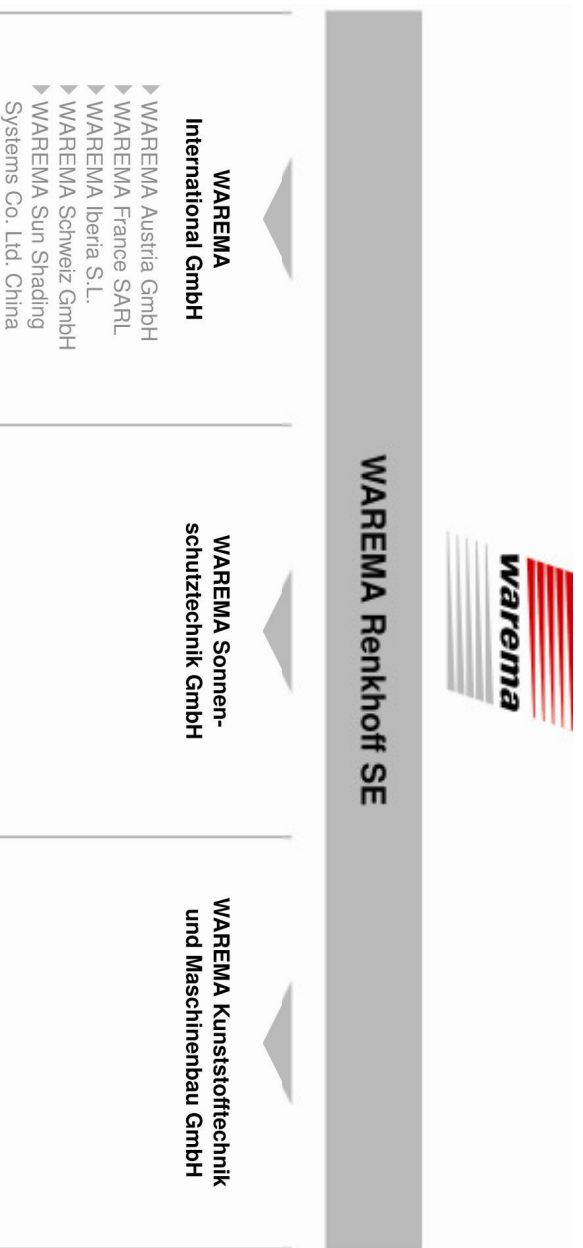 warema
WAREMA Renkhoff SE
WAREMA
International GmbH
WAREMA Austria GmbH
WAREMA France SARL
WAREMA Iberia S.L.
WAREMA Schweiz GmbH
WAREMA Sun Shading
Systems Co. Ltd. China
WAREMA Sonnen-
schutztechnik GmbH
WAREMA Kunststofftechnik
und Maschinenbau GmbH